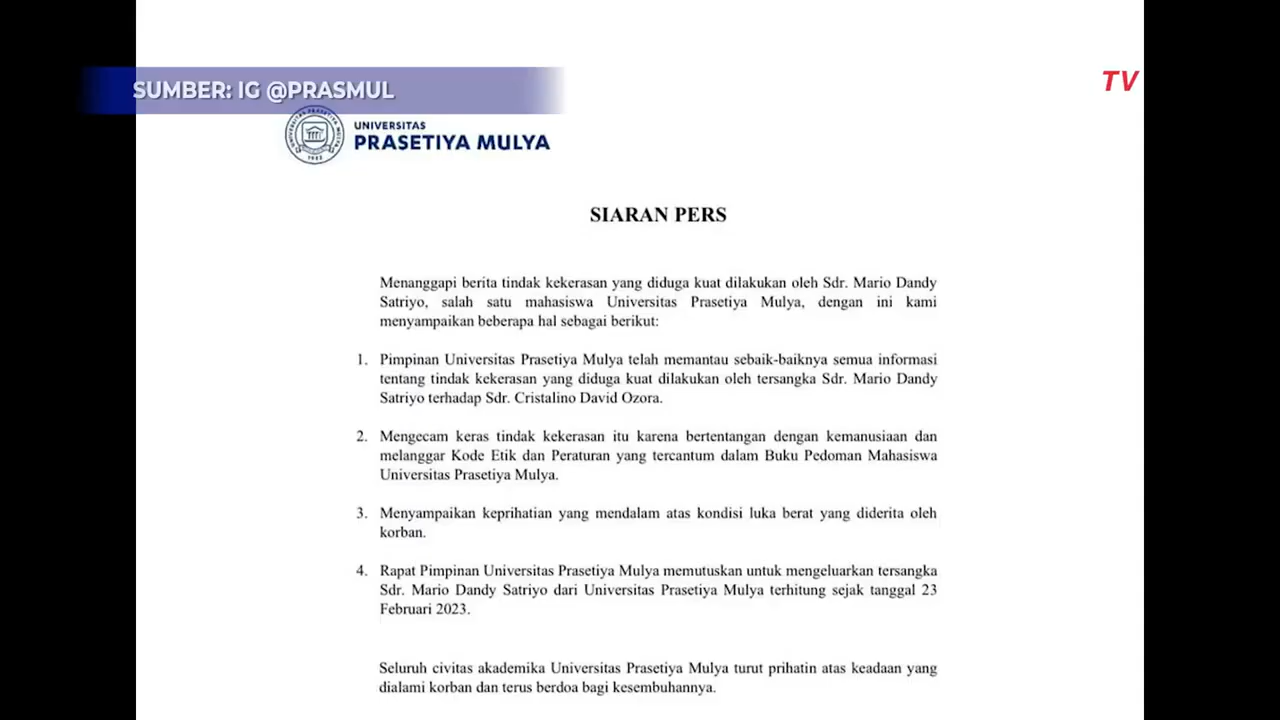 SUMBER: IG @PRASMUL
TV
UNIVERSITAS
PRASETIYA MULYA
SIARAN PERS
Menanggapi berita tindak kekerasan yang diduga kuat dilakukan oleh Sdr. Mario Dandy
Satriyo, salah satu mahasiswa Universitas Prasetiya Mulya, dengan ini kami
menyampaikan beberapa hal sebagai berikut:
1. Pimpinan Universitas Prasetiya Mulya telah memantau sebaik-baiknya semua informasi
tentang tindak kekerasan yang diduga kuat dilakukan oleh tersangka Sdr. Mario Dandy
Satriyo terhadap Sdr. Cristalino David Ozora.
2. Mengecam keras tindak kekerasan itu karena bertentangan dengan kemanusiaan dan
melanggar Kode Etik dan Peraturan yang tercantum dalam Buku Pedoman Mahasiswa
Universitas Prasetiya Mulya.
3. Menyampaikan keprihatian yang mendalam atas kondisi luka berat yang diderita oleh
korban.
4. Rapat Pimpinan Universitas Prasetiya Mulya memutuskan untuk mengeluarkan tersangka
Sdr. Mario Dandy Satriyo dari Universitas Prasetiya Mulya terhitung sejak tanggal 23
Februari 2023.
Seluruh civitas akademika Universitas Prasetiya Mulya turut prihatin atas keadaan yang
dialami korban dan terus berdoa bagi kesembuhannya.